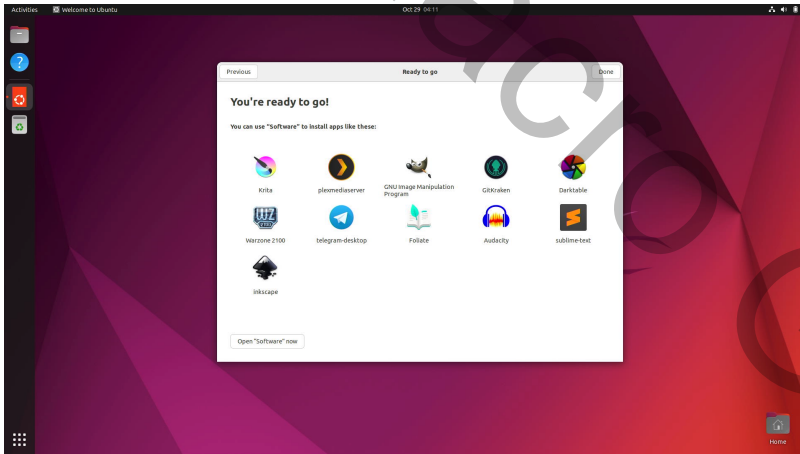 Activities
Welcome to Ubuntu
Oct 29 04:11
Previous
Ready to go
Done
You're ready to go!
You can use "Software" to install apps like these:
Krita
plexmediaserver
GNU Image Manipulation
Program
GitKraken
Darktable
Warzone 2100
telegram-desktop
Foliate
Audacity
sublime-text
inkscape
Open "Software" now
Home